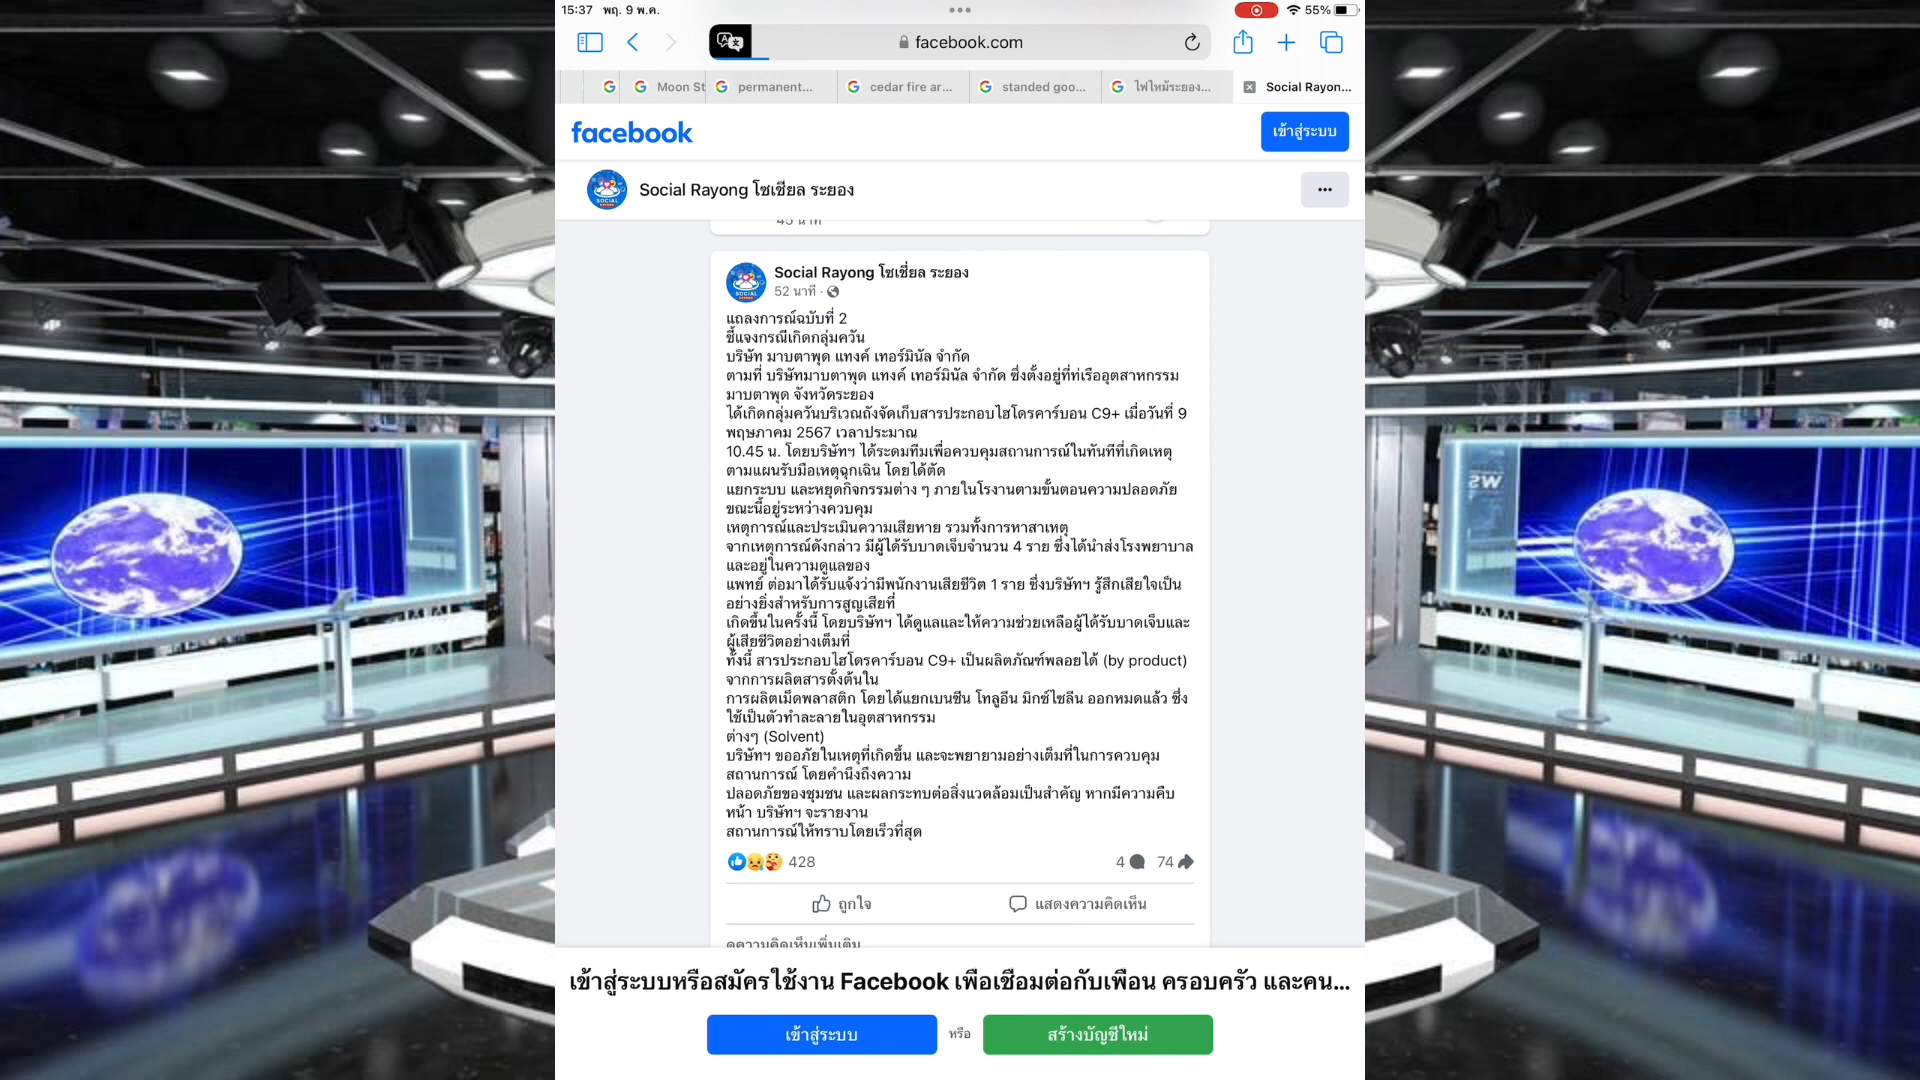 15:37 พฤ. 9 พ.ค.
55%
facebook.com
Moon St
permanent...
cedar fire ar...
standed goo...
ไฟไหม้ระยอง...
Social Rayon...
facebook
เข้าสู่ระบบ
Social Rayong โซเชียล ระยอง
45 นาที
Social Rayong โซเชี่ยล ระยอง
52 นาที ·
แถลงการณ์ฉบับที่ 2
ชี้แจงกรณีเกิดกลุ่มควัน
บริษัท มาบตาพุด แทงค์ เทอร์มินัล จำกัด
ตามที่ บริษัทมาบตาพุด แทงค์ เทอร์มินัล จำกัด ซึ่งตั้งอยู่ที่ท่เรืออุตสาหกรรม
มาบตาพุด จังหวัดระยอง
ได้เกิดกลุ่มควันบริเวณถังจัดเก็บสารประกอบไฮโดรคาร์บอน C9+ เมื่อวันที่ 9
พฤษภาคม 2567 เวลาประมาณ
10.45 น. โดยบริษัทฯ ได้ระดมทีมเพื่อควบคุมสถานการณ์ในทันทีที่เกิดเหตุ
ตามแผนรับมือเหตุฉุกเฉิน โดยได้ตัด
แยกระบบ และหยุดกิจกรรมต่าง ๆ ภายในโรงานตามขั้นตอนความปลอดภัย
ขณะนี้อยู่ระหว่างควบคุม
เหตุการณ์และประเมินความเสียหาย รวมทั้งการหาสาเหตุ
จากเหตุการณ์ดังกล่าว มีผู้ได้รับบาดเจ็บจำนวน 4 ราย ซึ่งได้นำส่งโรงพยาบาล
และอยู่ในความดูแลของ
แพทย์ ต่อมาได้รับแจ้งว่ามีพนักงานเสียชีวิต 1 ราย ซึ่งบริษัทฯ รู้สึกเสียใจเป็น
อย่างยิ่งสำหรับการสูญเสียที่
เกิดขึ้นในครั้งนี้ โดยบริษัทฯ ได้ดูแลและให้ความช่วยเหลือผู้ได้รับบาดเจ็บและ
ผู้เสียชีวิตอย่างเต็มที่
ทั้งนี้ สารประกอบไฮโดรคาร์บอน C9+ เป็นผลิตภัณฑ์พลอยได้ (by product)
จากการผลิตสารตั้งต้นใน
การผลิตเม็ดพลาสติก โดยได้แยกเบนซีน โทลูอีน มิกซ์ไซลีน ออกหมดแล้ว ซึ่ง
ใช้เป็นตัวทำละลายในอุตสาหกรรม
ต่างๆ (Solvent)
บริษัทฯ ขออภัยในเหตุที่เกิดขึ้น และจะพยายามอย่างเต็มที่ในการควบคุม
สถานการณ์ โดยคำนึงถึงความ
ปลอดภัยของชุมชน และผลกระทบต่อสิ่งแวดล้อมเป็นสำคัญ หากมีความคืบ
หน้า บริษัทฯ จะรายงาน
สถานการณ์ให้ทราบโดยเร็วที่สุด
428
4
74
ถูกใจ
แสดงความคิดเห็น
ดูความคิดเห็นเพิ่มเติม
เข้าสู่ระบบหรือสมัครใช้งาน Facebook เพื่อเชื่อมต่อกับเพื่อน ครอบครัว และคน...
เข้าสู่ระบบ
หรือ
สร้างบัญชีใหม่